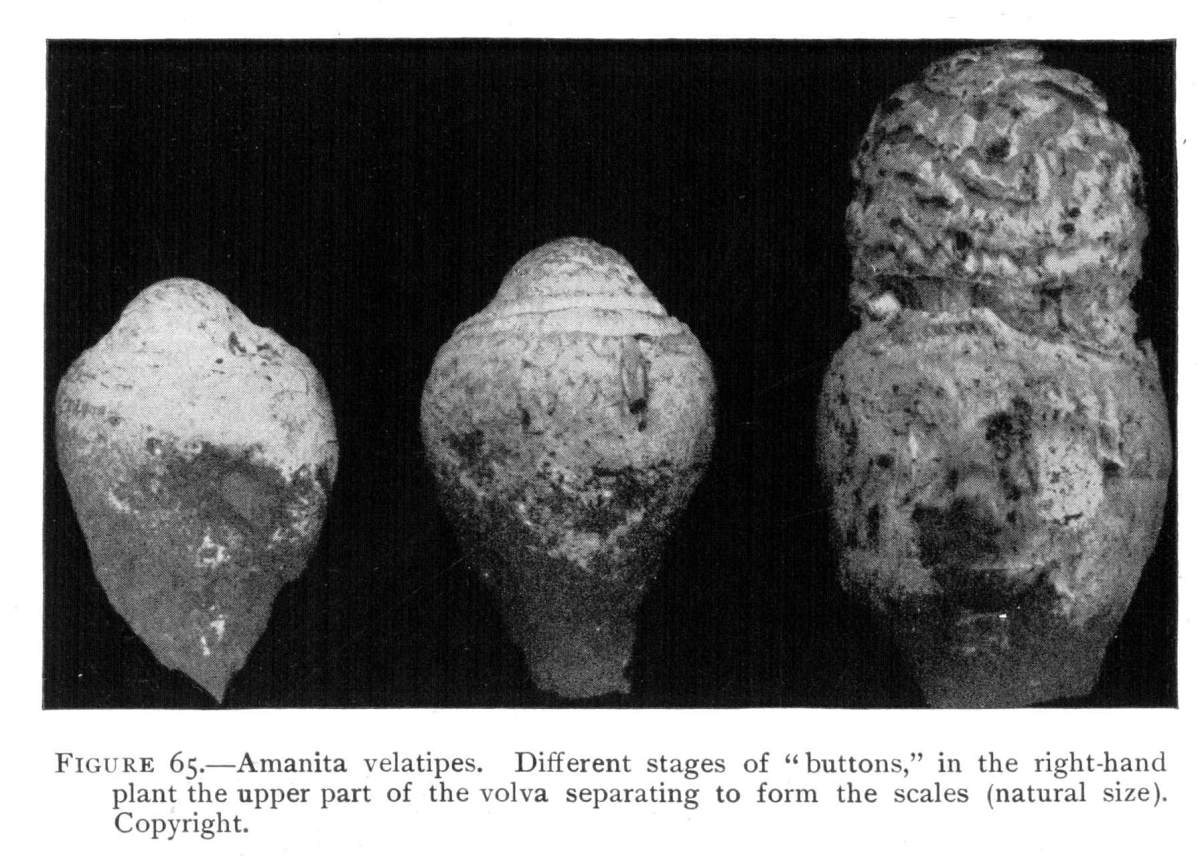 FIGURE 65.—Amanita velatipes. Different stages of “buttons,” in the right-hand
plant the upper part of the volva separating to form the scales (natural size).
Copyright.